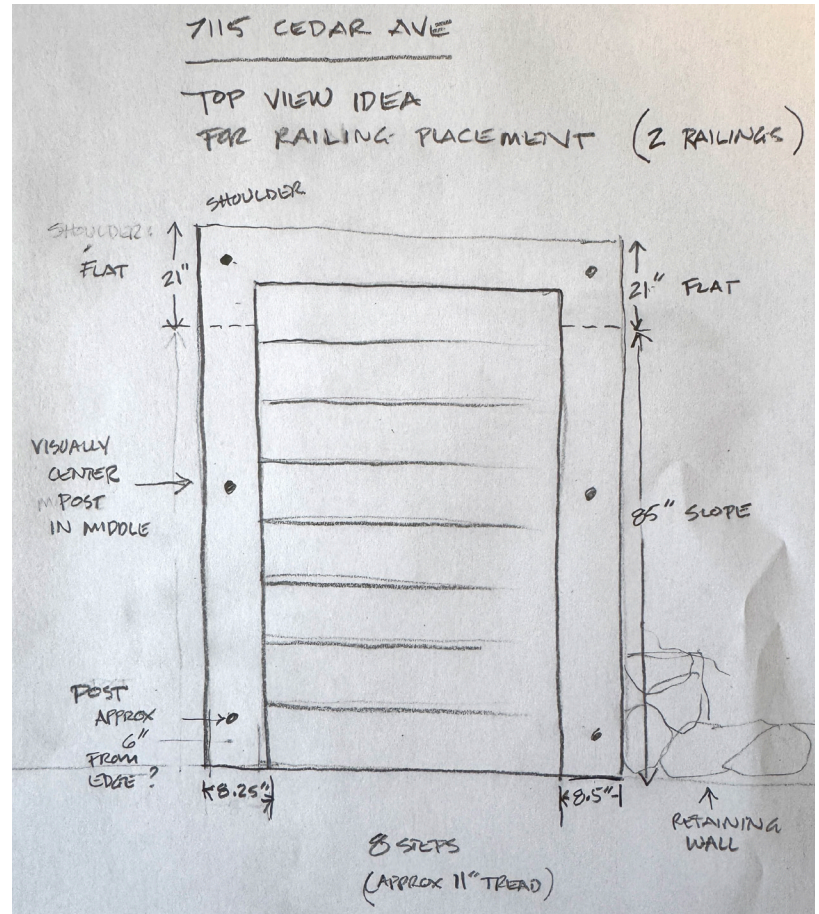 7115 CEDAR AVE
TOP VIEW IDEA
FOR RAILING PLACEMENT (2 RAILINGS)
SHOULDER
SHOULDER:
FLAT
21"
21" FLAT
VISUALLY
CENTER
POST
IN MIDDLE
85" SLOPE
POST
APPROX
6"
FROM
EDGE?
8.25"
8.5"
RETAINING
WALL
8 STEPS
(APPROX 11" TREAD)